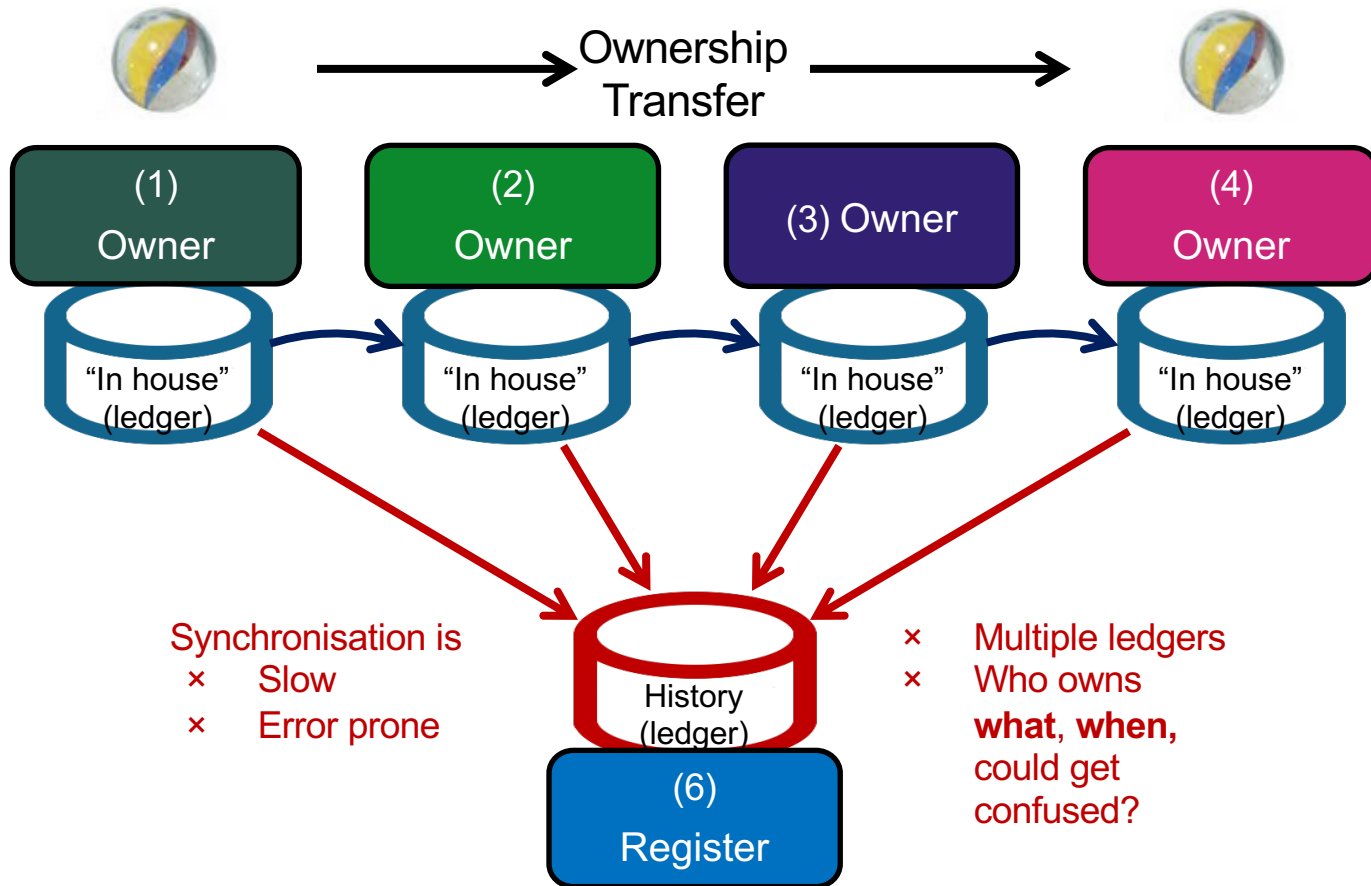 Ownership
Transfer
(1)
Owner
(2)
Owner
(3) Owner
(4)
Owner
“In house”
(ledger)
“In house”
(ledger)
“In house”
(ledger)
“In house”
(ledger)
Synchronisation is
× Slow
× Error prone
History
(ledger)
(6)
Register
× Multiple ledgers
× Who owns
what, when,
could get
confused?